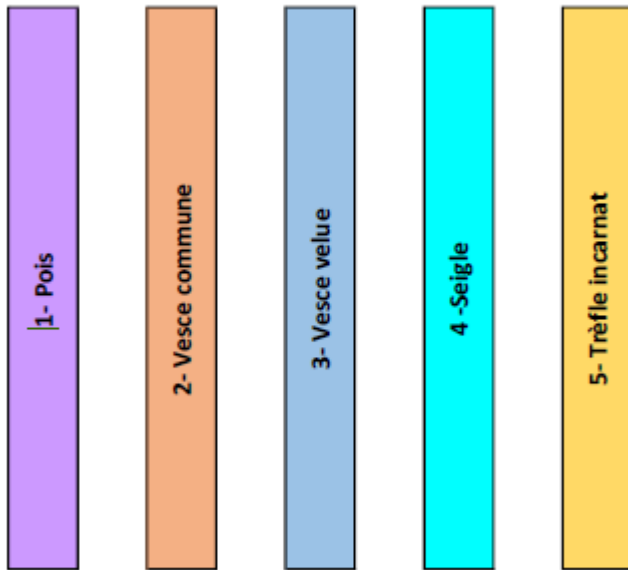 1- Pois
2- Vesce commune
3- Vesce velue
4 -Seigle
5- Trèfle incarnat